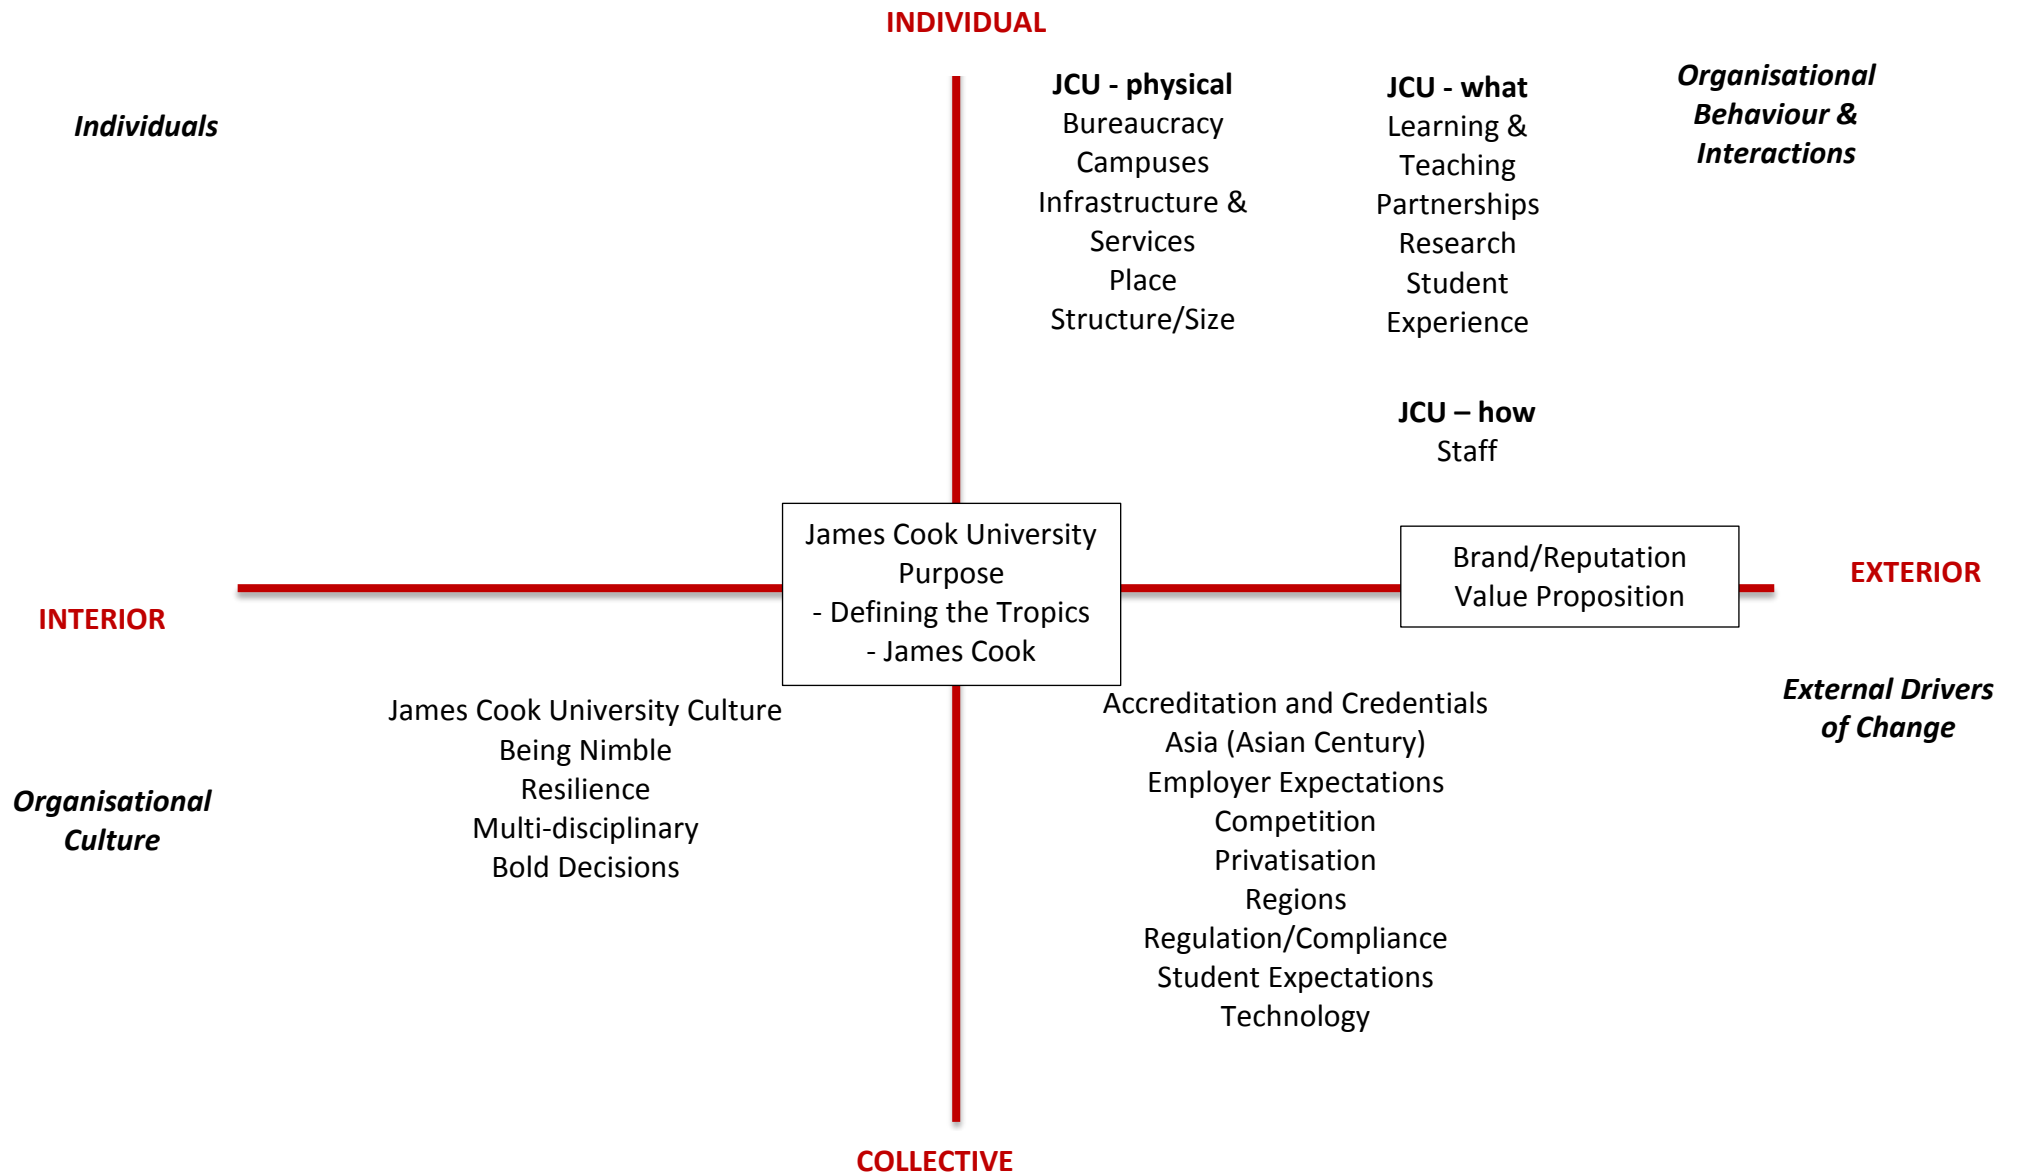 INDIVIDUAL
Individuals
JCU - physical
Bureaucracy
Campuses
Infrastructure &
Services
Place
Structure/Size
JCU - what
Learning &
Teaching
Partnerships
Research
Student
Experience
JCU – how
Staff
Organisational
Behaviour &
Interactions
James Cook University
Purpose
- Defining the Tropics
- James Cook
Brand/Reputation
Value Proposition
EXTERIOR
INTERIOR
Organisational
Culture
James Cook University Culture
Being Nimble
Resilience
Multi-disciplinary
Bold Decisions
Accreditation and Credentials
Asia (Asian Century)
Employer Expectations
Competition
Privatisation
Regions
Regulation/Compliance
Student Expectations
Technology
External Drivers
of Change
COLLECTIVE